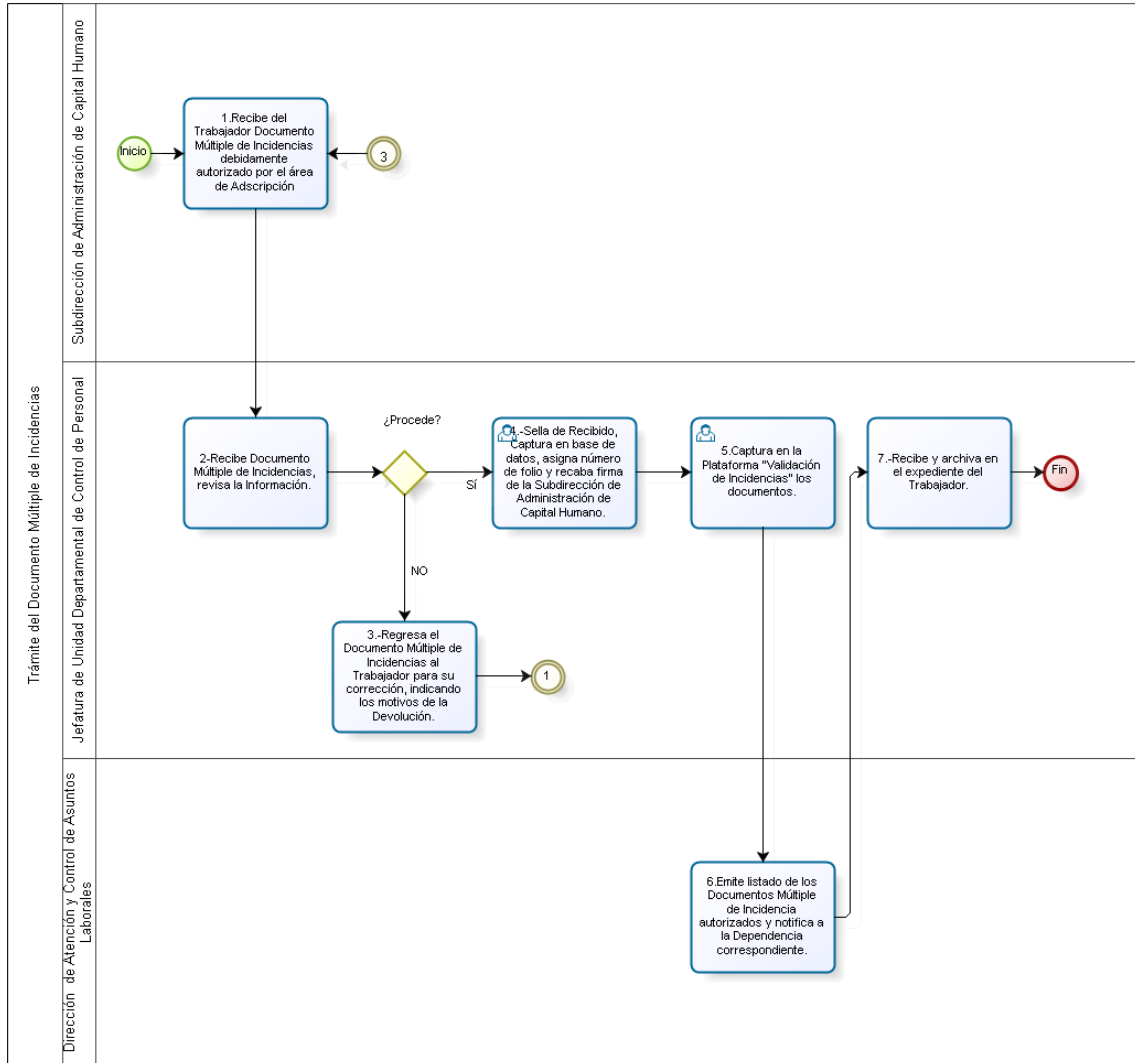 Trámite del Documento Múltiple de Incidencias
Subdirección de Administración de Capital Humano
Inicio
1.Recibe del
Trabajador Documento
Múltiple de Incidencias
debidamente
autorizado por el área
de Adscripción
3
Jefatura de Unidad Departamental de Control de Personal
2-Recibe Documento
Múltiple de Incidencias,
revisa la Información.
¿Procede?
Sí
NO
3.-Regresa el
Documento Múltiple de
Incidencias al
Trabajador para su
corrección, indicando
los motivos de la
Devolución.
1
4.-Sella de Recibido,
Captura en base de
datos, asigna número
de folio y recaba firma
de la Subdirección de
Administración de
Capital Humano.
5.Captura en la
Plataforma "Validación
de Incidencias" los
documentos.
7.-Recibe y archiva en
el expediente del
Trabajador.
Fin
Dirección de Atención y Control de Asuntos
Laborales
6.Emite listado de los
Documentos Múltiple
de Incidencia
autorizados y notifica a
la Dependencia
correspondiente.